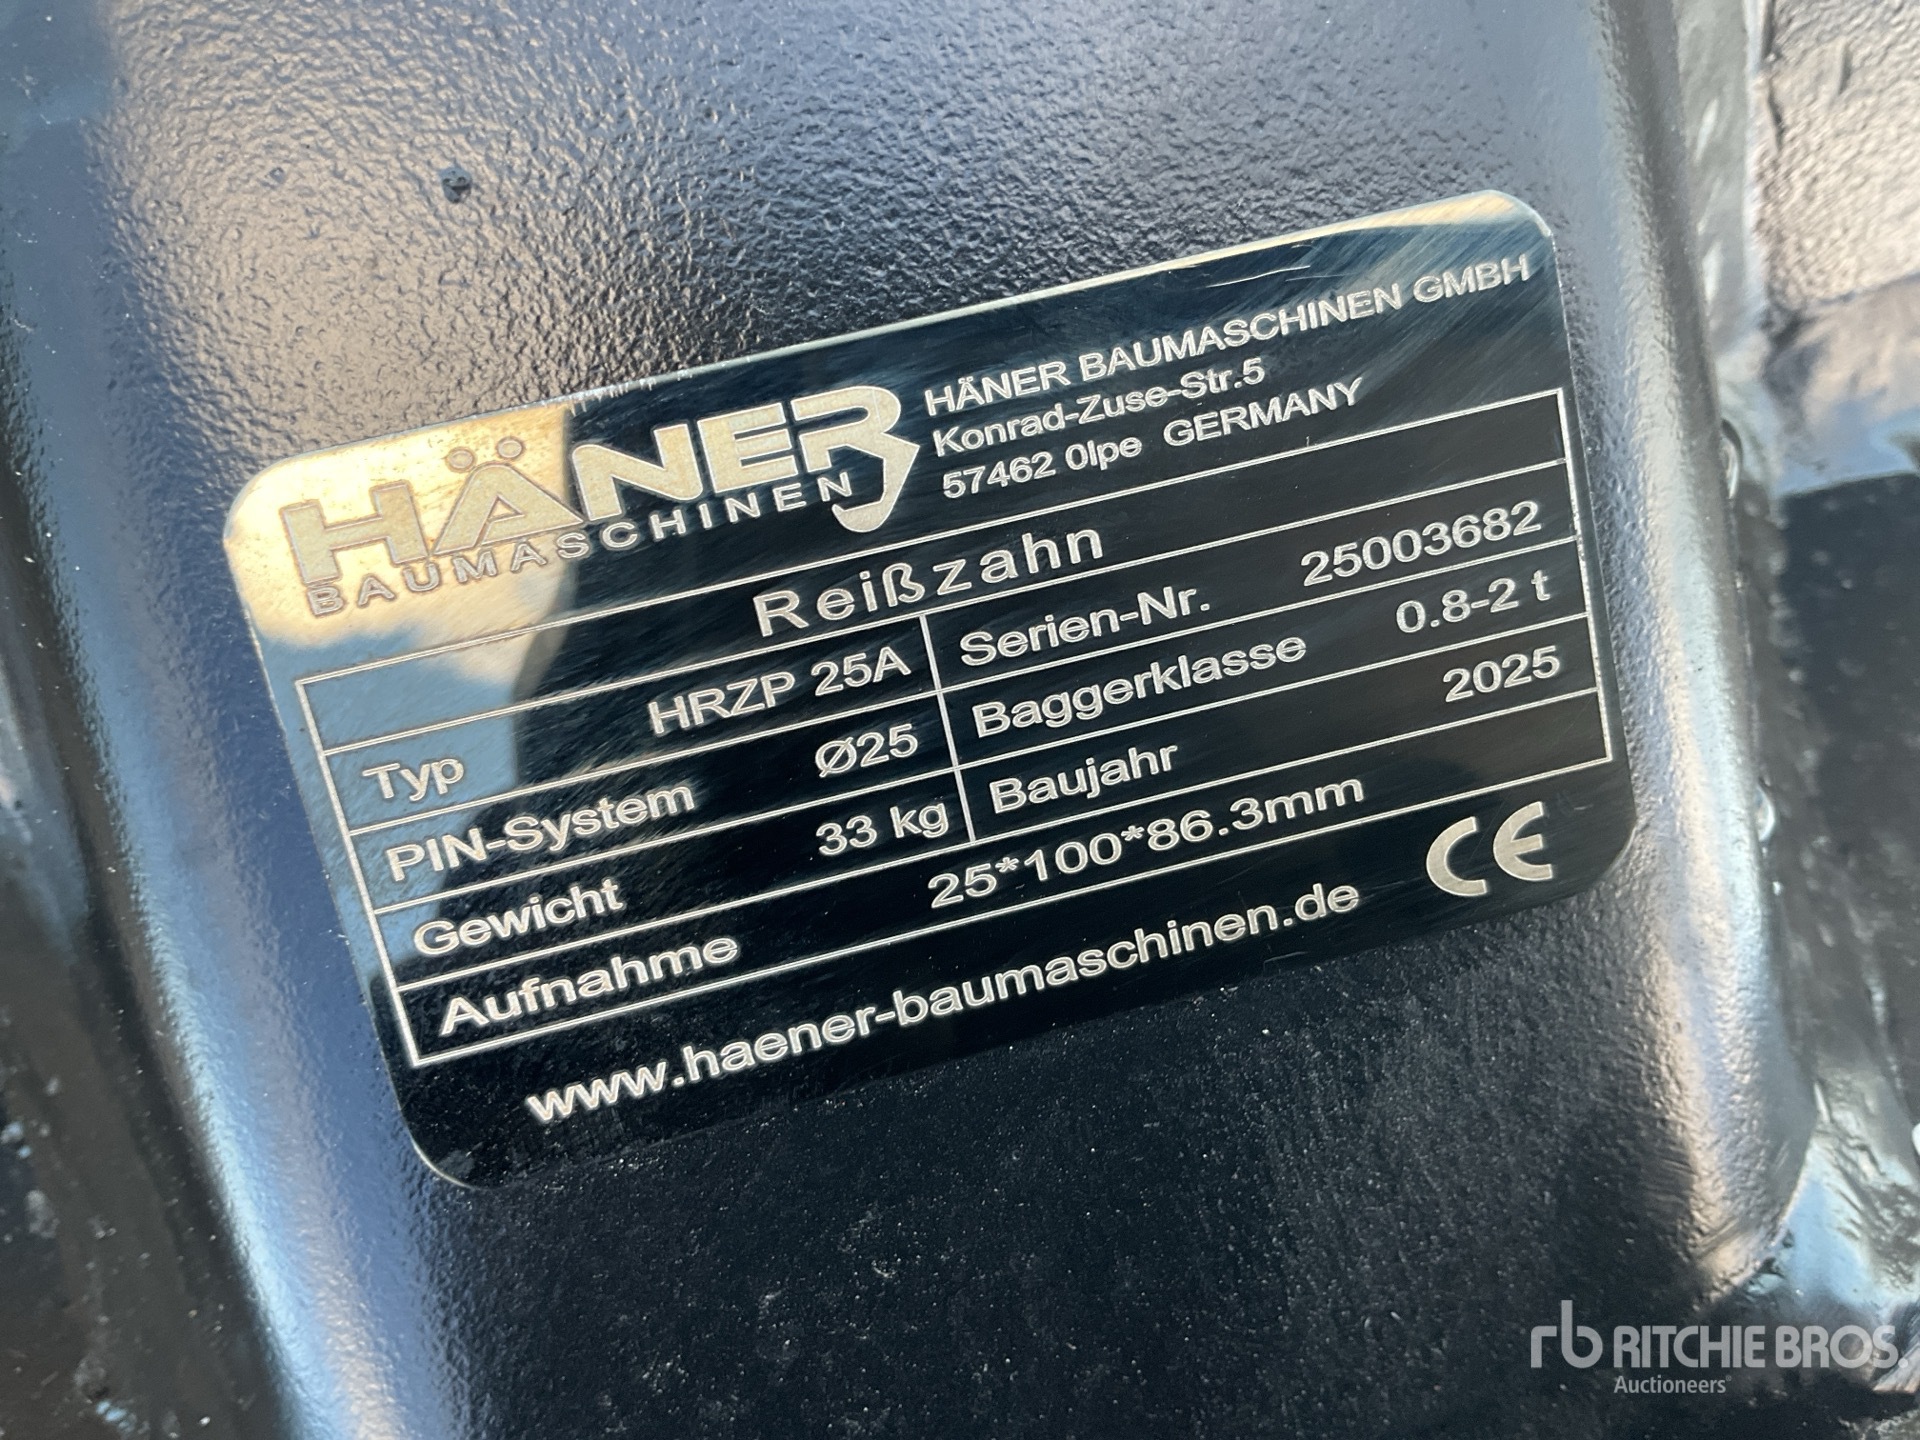 HÄNER
BAUMASCHINEN
HÄNER BAUMASCHINEN GMBH
Konrad-Zuse-Str.5
57462 Olpe GERMANY
Reißzahn
Typ HRZP 25A Serien-Nr. 25003682
PIN-System Ø25 Baggerklasse 0.8-2 t
Gewicht 33 kg Baujahr 2025
Aufnahme 25*100*86.3mm
www.haener-baumaschinen.de CE
rb RITCHIE BROS.
Auctioneers